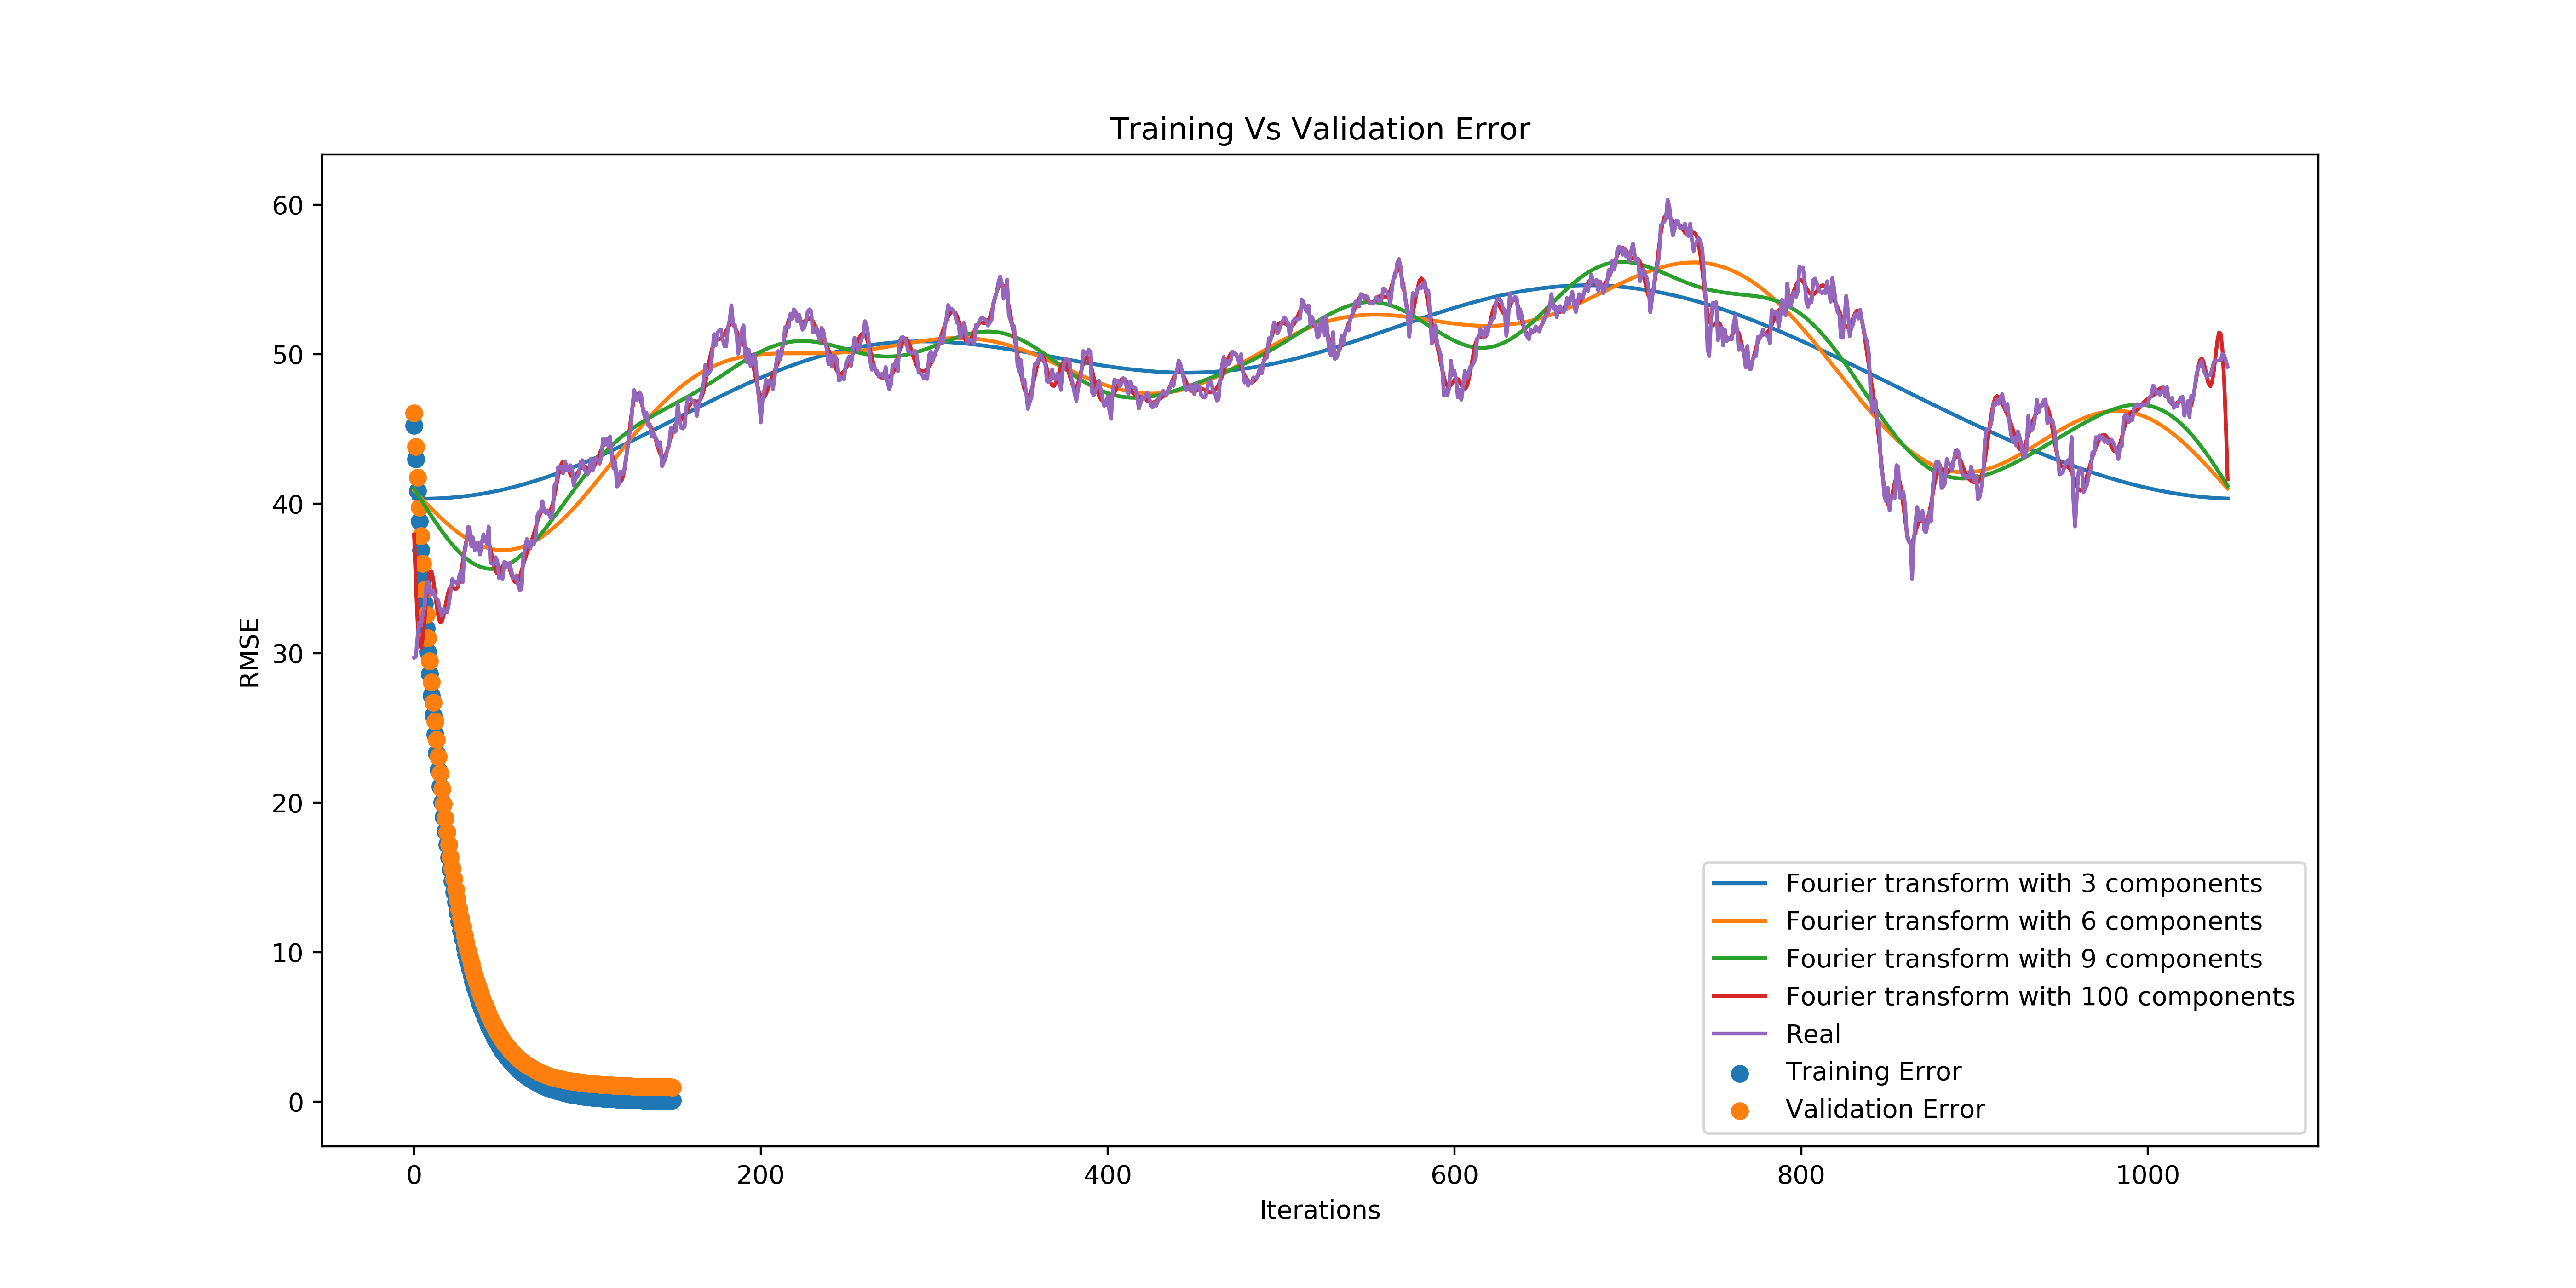 Training Vs Validation Error
60
50
40
30
20
10
0
RMSE
0 200 400 600 800 1000
Iterations
Fourier transform with 3 components
Fourier transform with 6 components
Fourier transform with 9 components
Fourier transform with 100 components
Real
Training Error
Validation Error